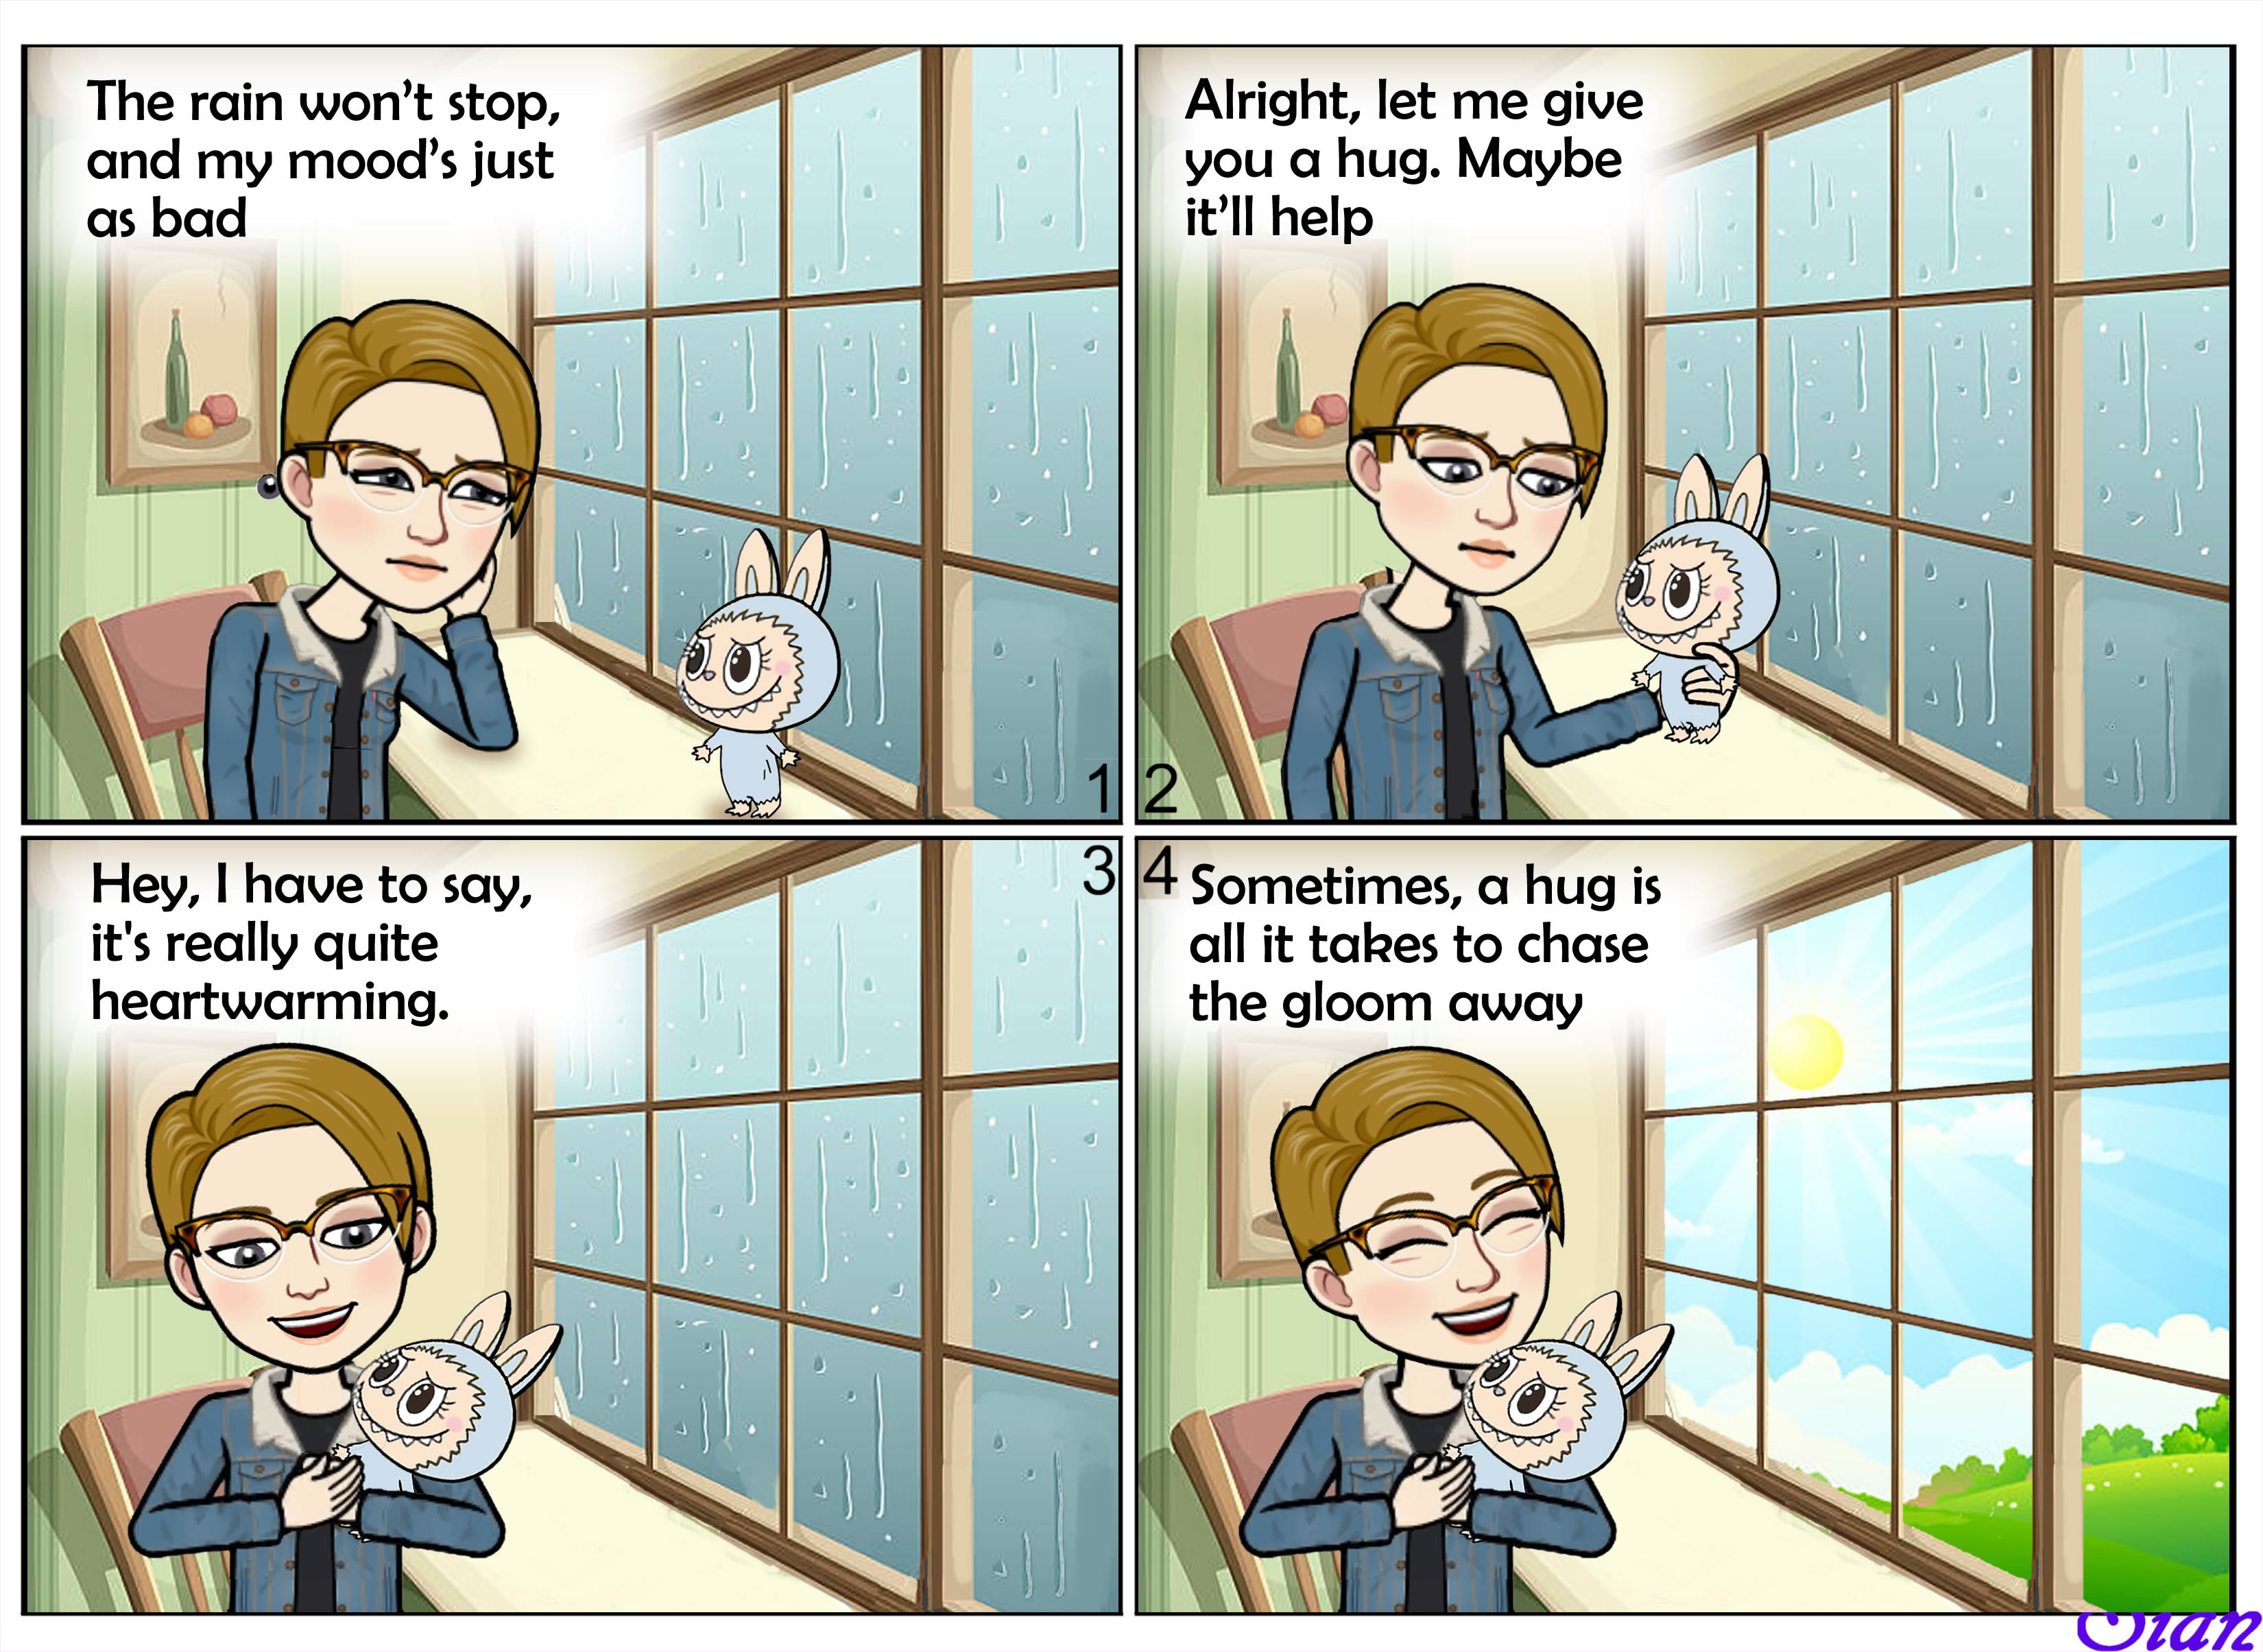 The rain won’t stop,
and my mood’s just
as bad
1
Alright, let me give
you a hug. Maybe
it’ll help
2
Hey, I have to say,
it's really quite
heartwarming.
3
4
Sometimes, a hug is
all it takes to chase
the gloom away